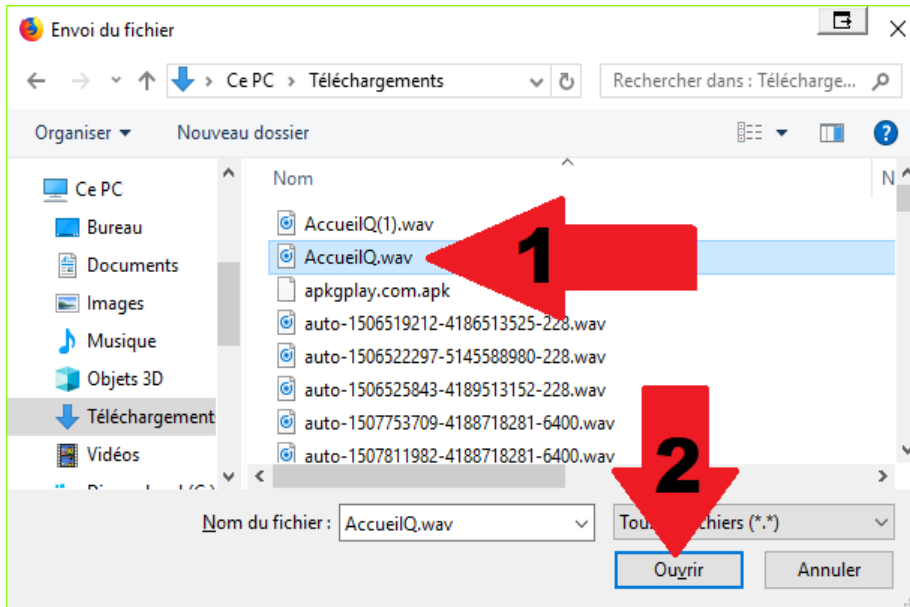 Envoi du fichier
Ce PC > Téléchargements
Rechercher dans : Télécharge...
Organiser
Nouveau dossier
?
Ce PC
Bureau
Documents
Images
Musique
Objets 3D
Téléchargement
Vidéos
Nom
N
AccueilQ(1).wav
AccueilQ.wav
1
apkgplay.com.apk
auto-1506519212-4186513525-228.wav
auto-1506522297-5145588980-228.wav
auto-1506525843-4189513152-228.wav
auto-1507753709-4188718281-6400.wav
auto-1507811982-4188718281-6400.wav
2
Nom du fichier : AccueilQ.wav
(*.*)
Ouvrir
Annuler